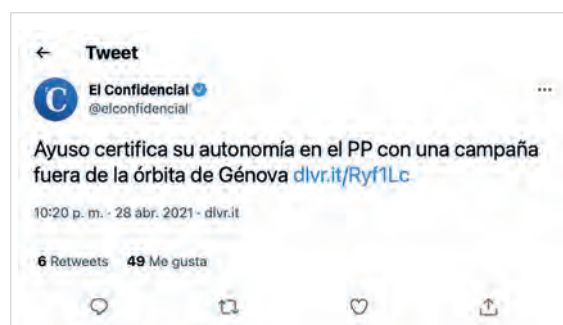 Tweet
El Confidencial
@elconfidencial
Ayuso certifica su autonomía en el PP con una campaña
fuera de la órbita de Génova dlvr.it/Ryf1Lc
10:20 p. m. · 28 abr. 2021 · dlvr.it
6 Retweets 49 Me gusta